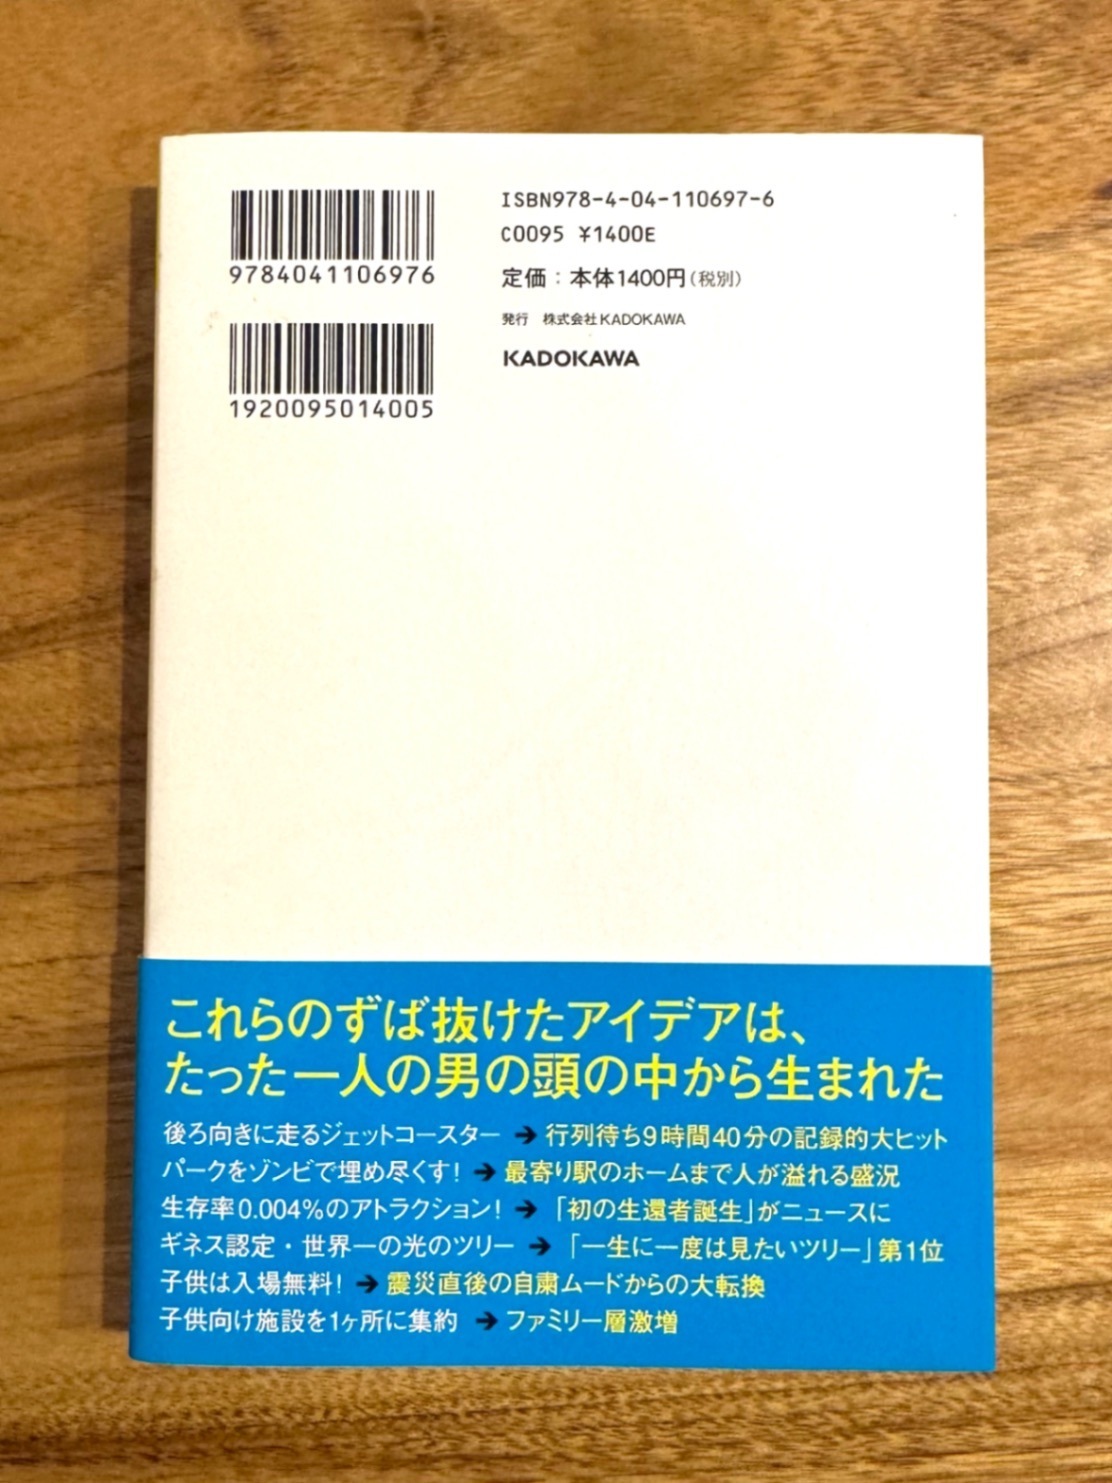 9784041106976
1920095014005
ISBN978-4-04-110697-6
C0095 ¥1400E
定価：本体1400円（税別）
発行　株式会社KADOKAWA
KADOKAWA
これらのずば抜けたアイデアは、
たった一人の男の頭の中から生まれた
後ろ向きに走るジェットコースター ➔ 行列待ち9時間40分の記録的大ヒット
パークをゾンビで埋め尽くす！ ➔ 最寄り駅のホームまで人が溢れる盛況
生存率0.004%のアトラクション！ ➔ 「初の生還者誕生」がニュースに
ギネス認定・世界一の光のツリー ➔ 「一生に一度は見たいツリー」第1位
子供は入場無料！ ➔ 震災直後の自粛ムードからの大転換
子供向け施設を1ヶ所に集約 ➔ ファミリー層激増